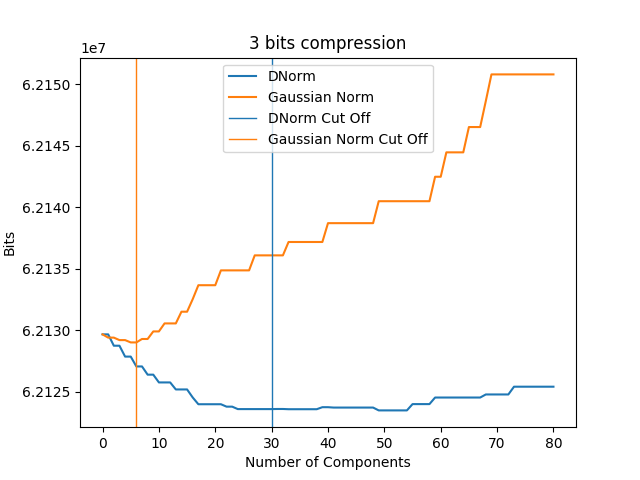 3 bits compression
1e7
DNorm
Gaussian Norm
DNorm Cut Off
Gaussian Norm Cut Off
6.2150
6.2145
6.2140
6.2135
6.2130
6.2125
Bits
0 10 20 30 40 50 60 70 80
Number of Components